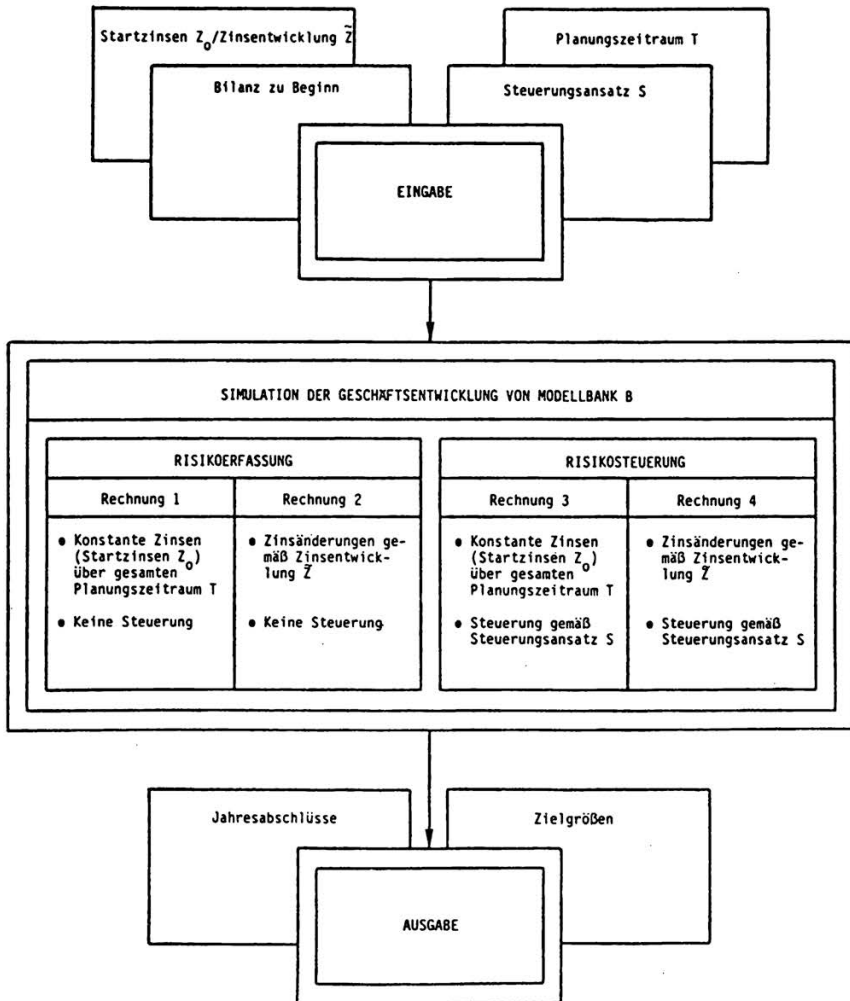 Startzinsen Z₀/Zinsentwicklung Z̃
Planungszeitraum T
Bilanz zu Beginn
Steuerungsansatz S
EINGABE
SIMULATION DER GESCHÄFTSENTWICKLUNG VON MODELLBANK B
RISIKOERFASSUNG
Rechnung 1
● Konstante Zinsen
(Startzinsen Z₀)
über gesamten
Planungszeitraum T
● Keine Steuerung
Rechnung 2
● Zinsänderungen ge-
mäß Zinsentwick-
lung Z̃
● Keine Steuerung
RISIKOSTEUERUNG
Rechnung 3
● Konstante Zinsen
(Startzinsen Z₀)
über gesamten
Planungszeitraum T
● Steuerung gemäß
Steuerungsansatz S
Rechnung 4
● Zinsänderungen ge-
mäß Zinsentwick-
lung Z̃
● Steuerung gemäß
Steuerungsansatz S
Jahresabschlüsse
Zielgrößen
AUSGABE